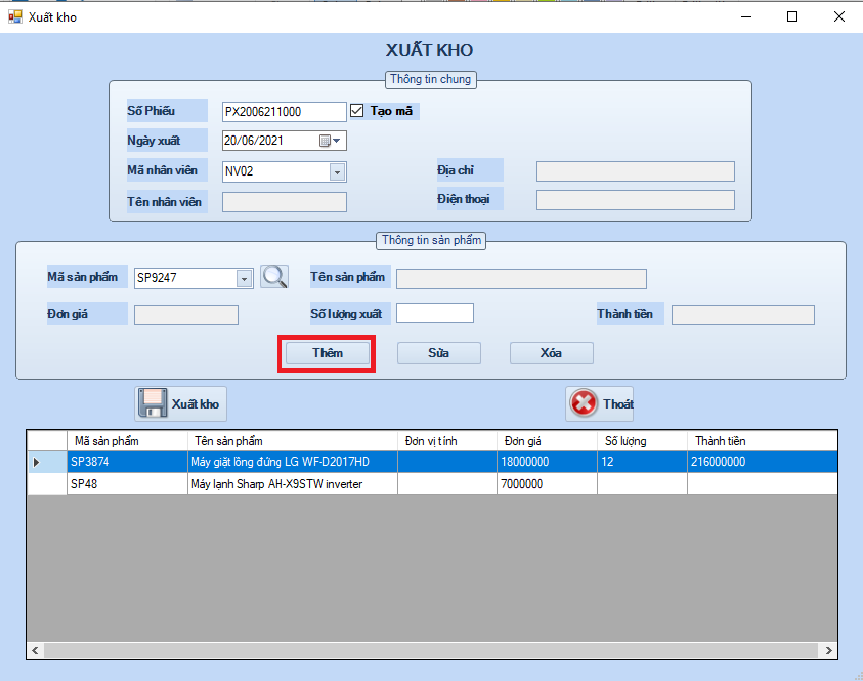 Xuất kho
XUẤT KHO
Thông tin chung
Số Phiếu PX2006211000 Tạo mã
Ngày xuất 20/06/2021
Mã nhân viên NV02 Địa chỉ
Tên nhân viên Điện thoại
Thông tin sản phẩm
Mã sản phẩm SP9247 Tên sản phẩm
Đơn giá Số lượng xuất Thành tiền
Thêm Sửa Xóa
Xuất kho Thoát
Mã sản phẩm Tên sản phẩm Đơn vị tính Đơn giá Số lượng Thành tiền
SP3874 Máy giặt lồng đứng LG WF-D2017HD 18000000 12 216000000
SP48 Máy lạnh Sharp AH-X9STW inverter 7000000